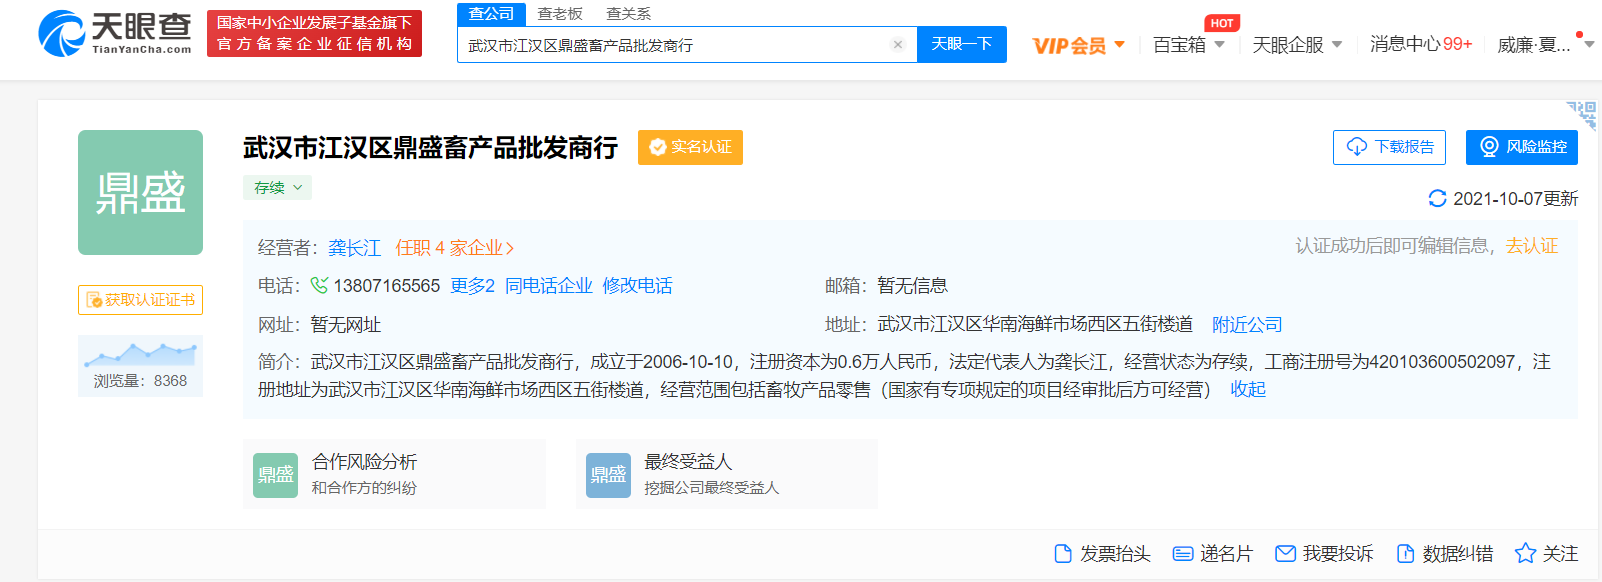 天眼查
TianYanCha.com
国家中小企业发展子基金旗下
官方备案企业征信机构
查公司 查老板 查关系
武汉市江汉区鼎盛畜产品批发商行 × 天眼一下
VIP会员 百宝箱 HOT 天眼企服 消息中心99+ 威廉·夏...
鼎盛
武汉市江汉区鼎盛畜产品批发商行 实名认证
下载报告 风险监控
存续
2021-10-07更新
经营者：龚长江 任职 4 家企业>
认证成功后即可编辑信息，去认证
电话：13807165565 更多2 同电话企业 修改电话
邮箱：暂无信息
网址：暂无网址
地址：武汉市江汉区华南海鲜市场西区五街楼道 附近公司
简介：武汉市江汉区鼎盛畜产品批发商行，成立于2006-10-10，注册资本为0.6万人民币，法定代表人为龚长江，经营状态为存续，工商注册号为420103600502097，注
册地址为武汉市江汉区华南海鲜市场西区五街楼道，经营范围包括畜牧产品零售（国家有专项规定的项目经审批后方可经营） 收起
获取认证证书
浏览量：8368
鼎盛
合作风险分析
和合作方的纠纷
鼎盛
最终受益人
挖掘公司最终受益人
发票抬头 递名片 我要投诉 数据纠错 关注